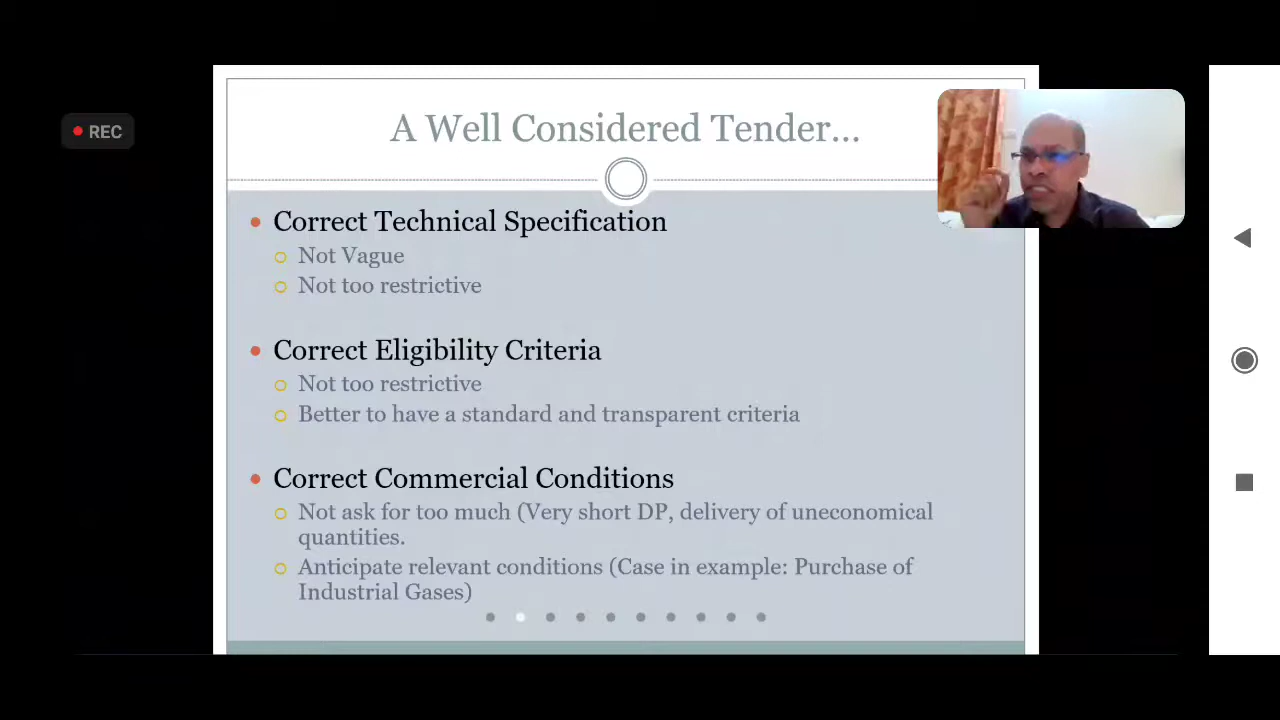 REC
A Well Considered Tender...
Correct Technical Specification
Not Vague
Not too restrictive
Correct Eligibility Criteria
Not too restrictive
Better to have a standard and transparent criteria
Correct Commercial Conditions
Not ask for too much (Very short DP, delivery of uneconomical
quantities.
Anticipate relevant conditions (Case in example: Purchase of
Industrial Gases)